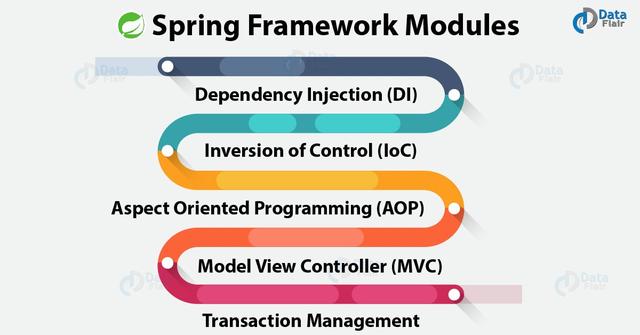 Spring Framework Modules
Data
Flair
Dependency Injection (DI)
Inversion of Control (IoC)
Aspect Oriented Programming (AOP)
Model View Controller (MVC)
Transaction Management